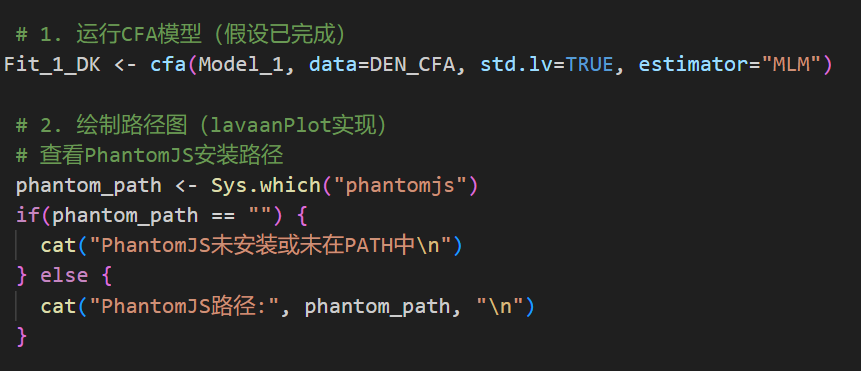 # 1. 运行CFA模型（假设已完成）
Fit_1_DK <- cfa(Model_1, data=DEN_CFA, std.lv=TRUE, estimator="MLM")
# 2. 绘制路径图（lavaanPlot实现）
# 查看PhantomJS安装路径
phantom_path <- Sys.which("phantomjs")
if(phantom_path == "") {
cat("PhantomJS未安装或未在PATH中\n")
} else {
cat("PhantomJS路径:", phantom_path, "\n")
}